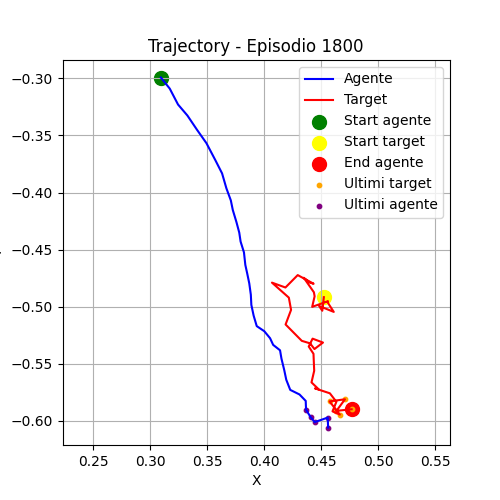 Trajectory - Episodio 1800
Agente
Target
Start agente
Start target
End agente
Ultimi target
Ultimi agente
−0.30
−0.35
−0.40
−0.45
−0.50
−0.55
−0.60
0.25 0.30 0.35 0.40 0.45 0.50 0.55
X